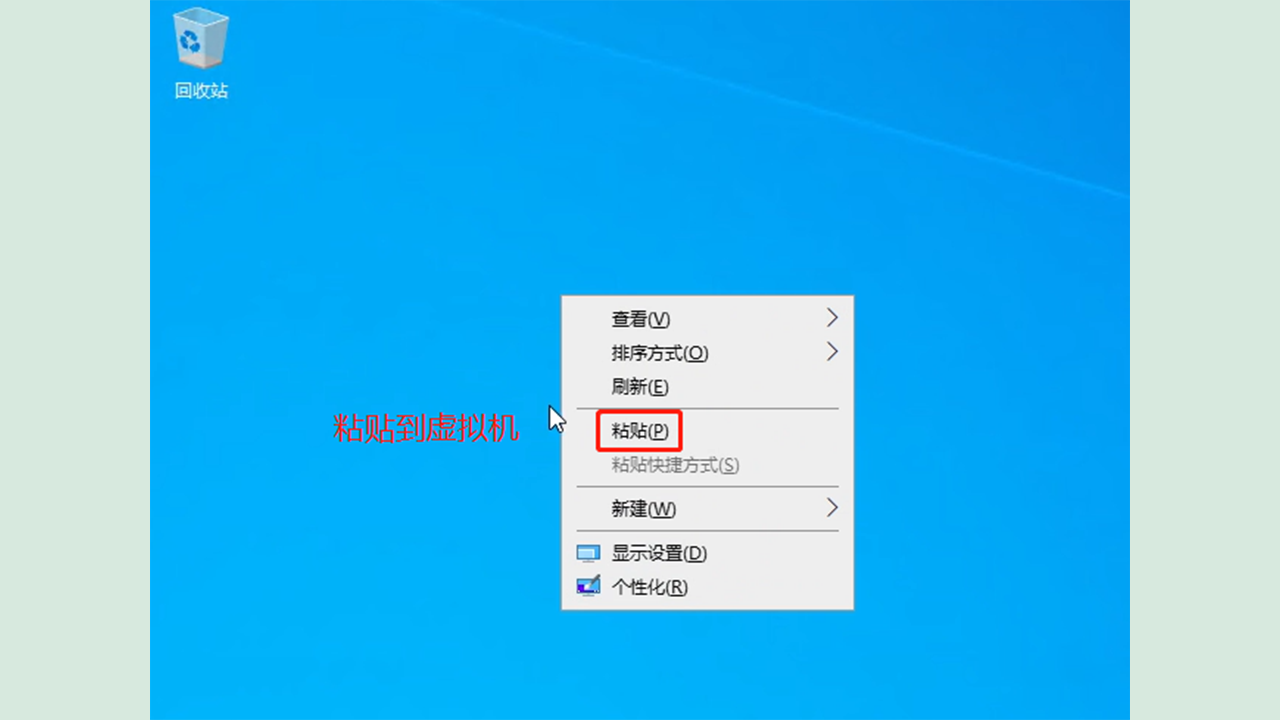 回收站
查看(V)
排序方式(O)
刷新(E)
粘贴到虚拟机
粘贴(P)
粘贴快捷方式(S)
新建(W)
显示设置(D)
个性化(R)